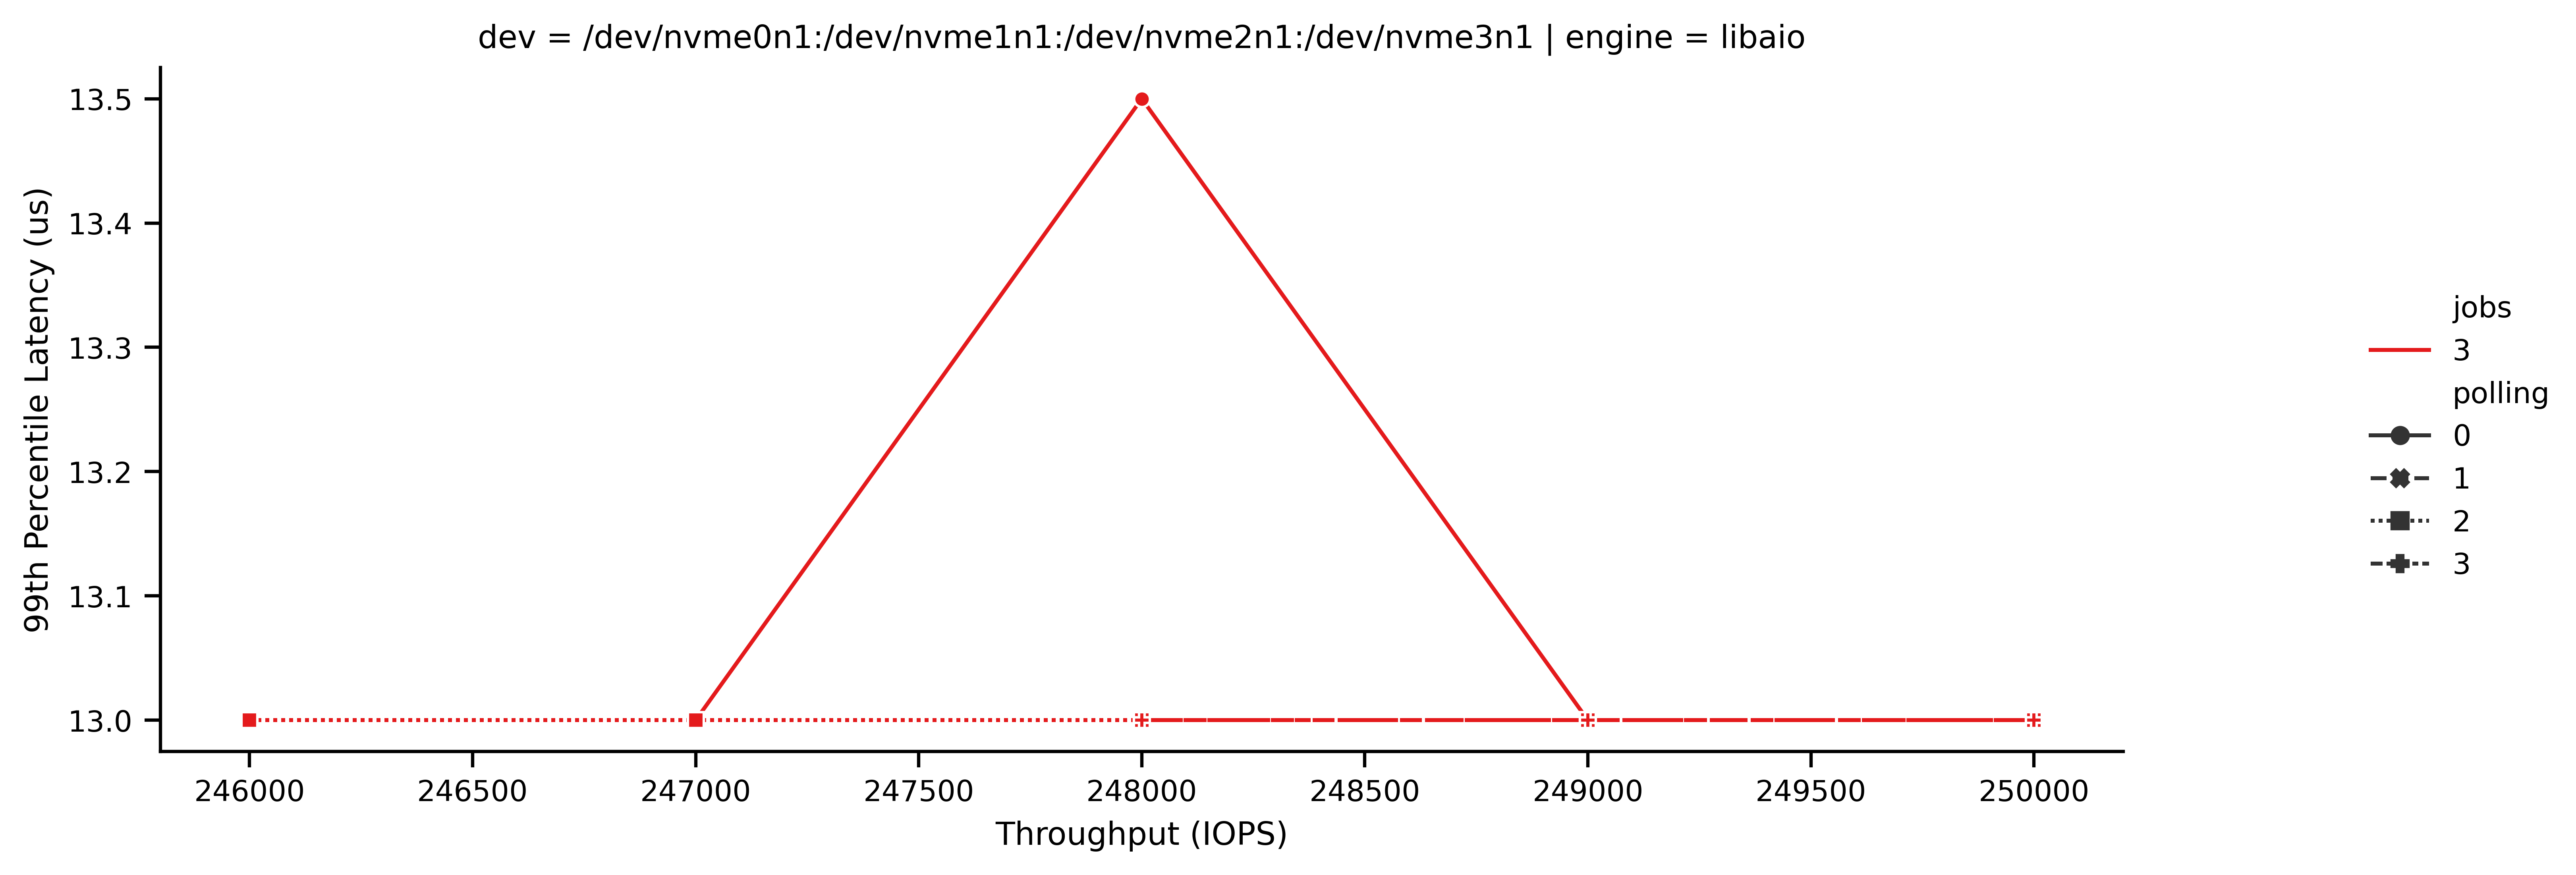 dev = /dev/nvme0n1:/dev/nvme1n1:/dev/nvme2n1:/dev/nvme3n1 | engine = libaio
99th Percentile Latency (us)
13.5
13.4
13.3
13.2
13.1
13.0
246000 246500 247000 247500 248000 248500 249000 249500 250000
Throughput (IOPS)
jobs
3
polling
0
1
2
3